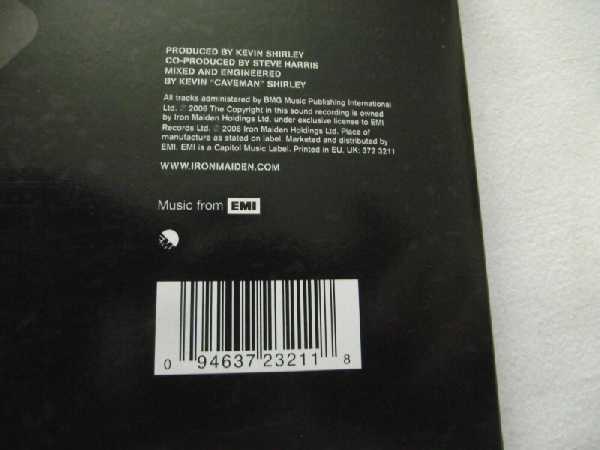 PRODUCED BY KEVIN SHIRLEY
CO-PRODUCED BY STEVE HARRIS
MIXED AND ENGINEERED
BY KEVIN "CAVEMAN" SHIRLEY
All tracks administered by BMG Music Publishing International
Ltd. ℗ 2006 The Copyright in this sound recording is owned
by Iron Maiden Holdings Ltd. under exclusive license to EMI
Records Ltd. © 2006 Iron Maiden Holdings Ltd. Place of
manufacture as stated on label. Marketed and distributed by
EMI. EMI is a Capitol Music Label. Printed in EU. UK: 372 3211
WWW.IRONMAIDEN.COM
Music from EMI
0 94637 23211 8